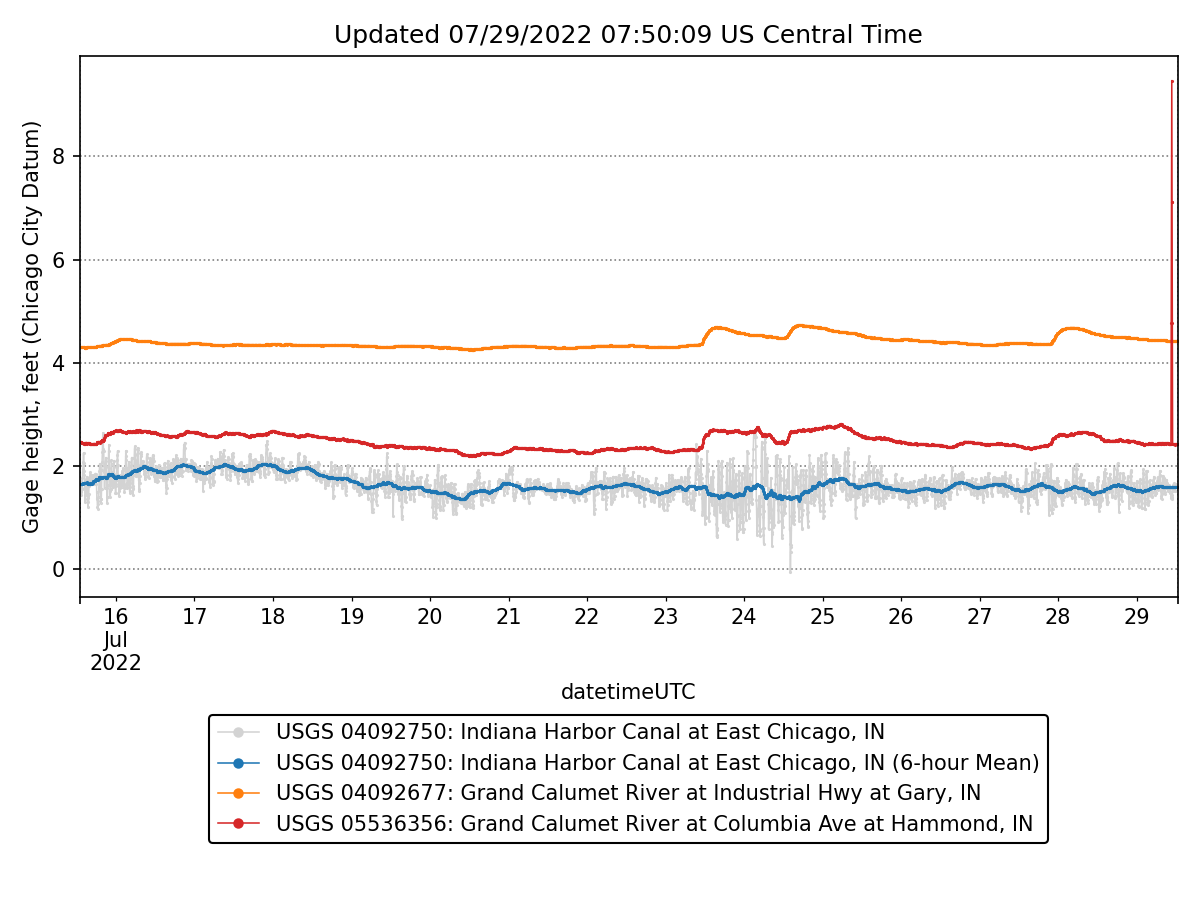 Updated 07/29/2022 07:50:09 US Central Time
Gage height, feet (Chicago City Datum)
8
6
4
2
0
16 17 18 19 20 21 22 23 24 25 26 27 28 29
Jul
2022
datetimeUTC
USGS 04092750: Indiana Harbor Canal at East Chicago, IN
USGS 04092750: Indiana Harbor Canal at East Chicago, IN (6-hour Mean)
USGS 04092677: Grand Calumet River at Industrial Hwy at Gary, IN
USGS 05536356: Grand Calumet River at Columbia Ave at Hammond, IN